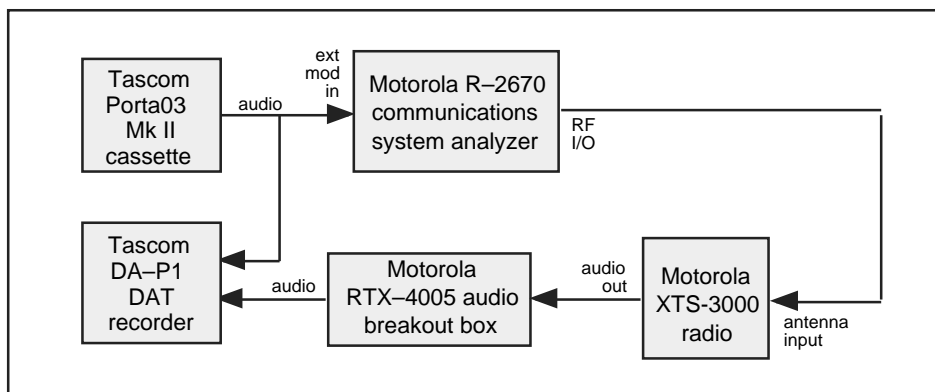 Tascom
Porta03
Mk II
cassette
audio
ext
mod
in
Motorola R–2670
communications
system analyzer
RF
I/O
Tascom
DA–P1
DAT
recorder
audio
Motorola
RTX–4005 audio
breakout box
audio
out
Motorola
XTS-3000
radio
antenna
input